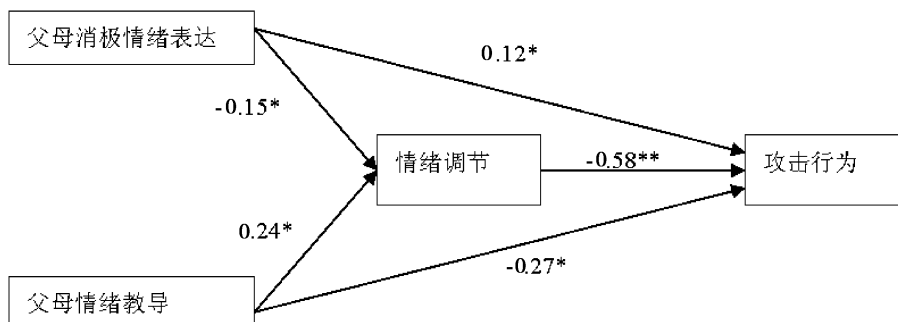 父母消极情绪表达
0.12*
-0.15*
情绪调节
-0.58**
攻击行为
0.24*
-0.27*
父母情绪教导